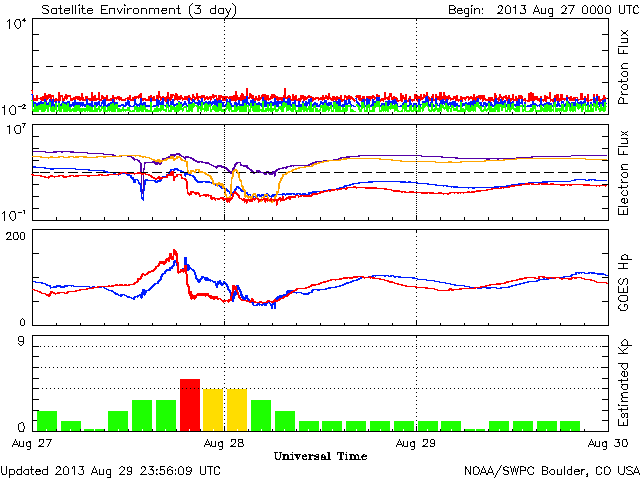 Satellite Environment (3 day) Begin: 2013 Aug 27 0000 UTC
10^4
10^-2
Proton Flux
10^7
10^-1
Electron Flux
200
0
GOES Hp
9
0
Estimated Kp
Aug 27 Aug 28 Aug 29 Aug 30
Universal Time
Updated 2013 Aug 29 23:56:09 UTC NOAA/SWPC Boulder, CO USA